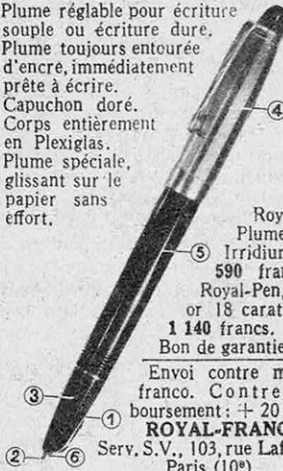 Plume réglable pour écriture
souple ou écriture dure.
Plume toujours entourée
d'encre, immédiatement
prête à écrire.
Capuchon doré.
Corps entièrement
en Plexiglas.
Plume spéciale,
glissant sur le
papier sans
effort.
④
Plume
⑤ Irridium
590
Royal-Pen,
or 18 carat
1 140 francs.
Bon de garantie
Envoi contre
③ franco. Contre
① boursement : + 20
② ⑥ ROYAL-FRANC
Serv. S.V., 103, rue
Paris (10e)